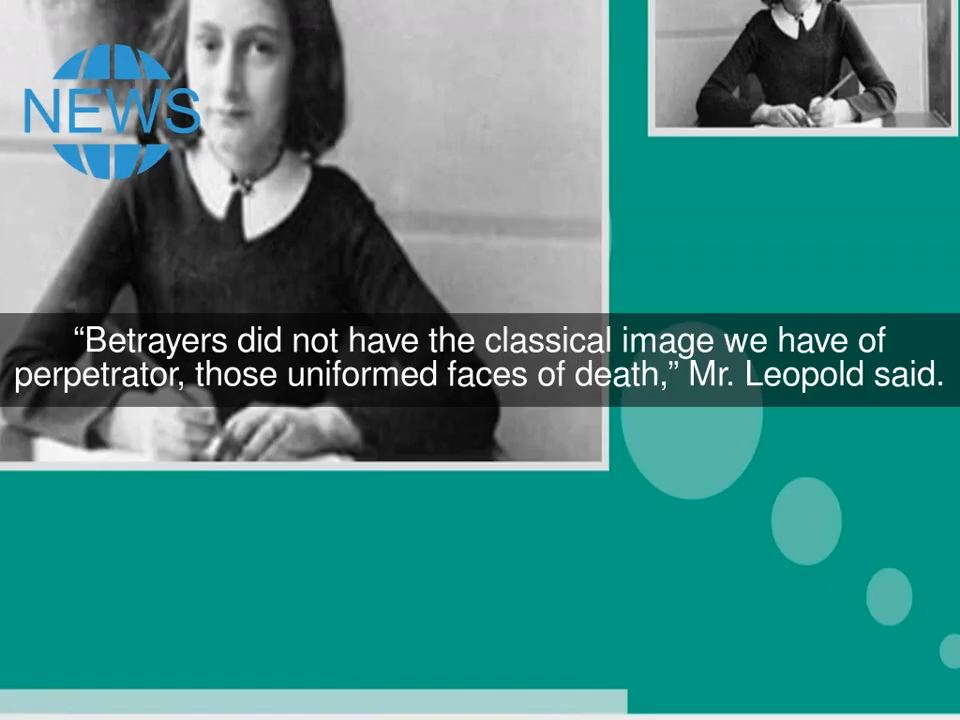 NEWS
“Betrayers did not have the classical image we have of
perpetrator, those uniformed faces of death,” Mr. Leopold said.